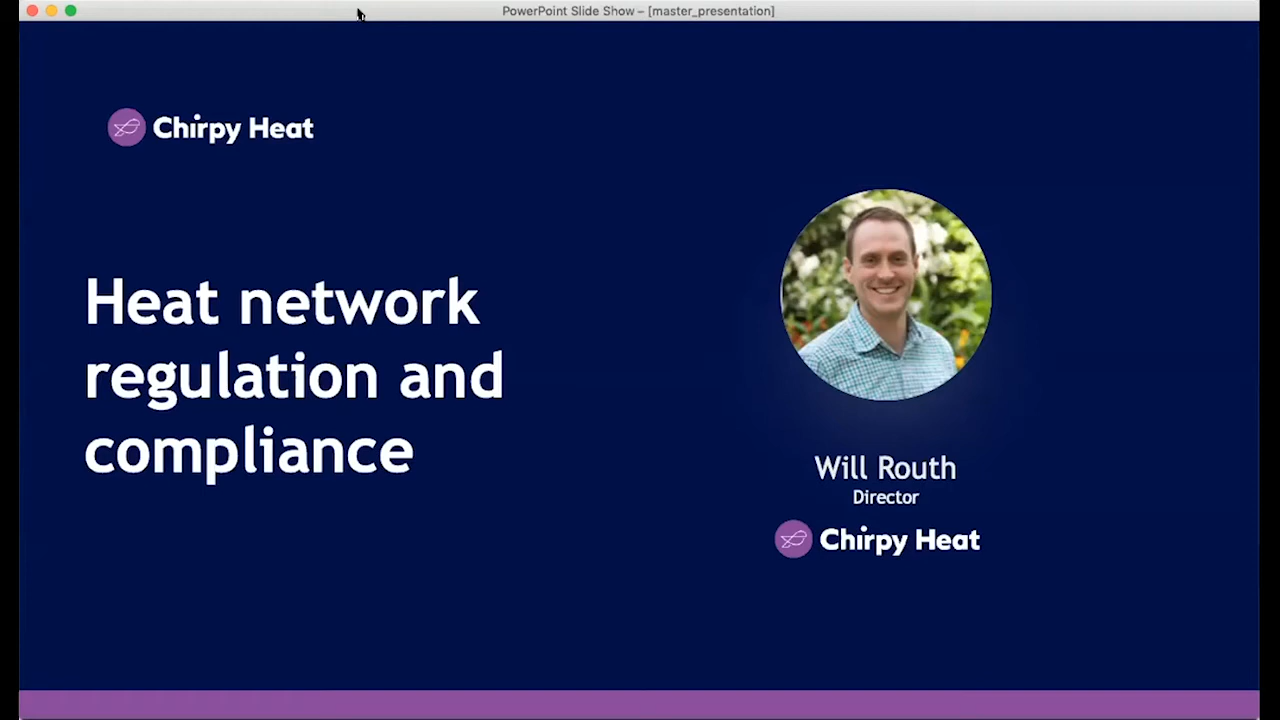 PowerPoint Slide Show – [master_presentation]
Chirpy Heat
Heat network
regulation and
compliance
Will Routh
Director
Chirpy Heat